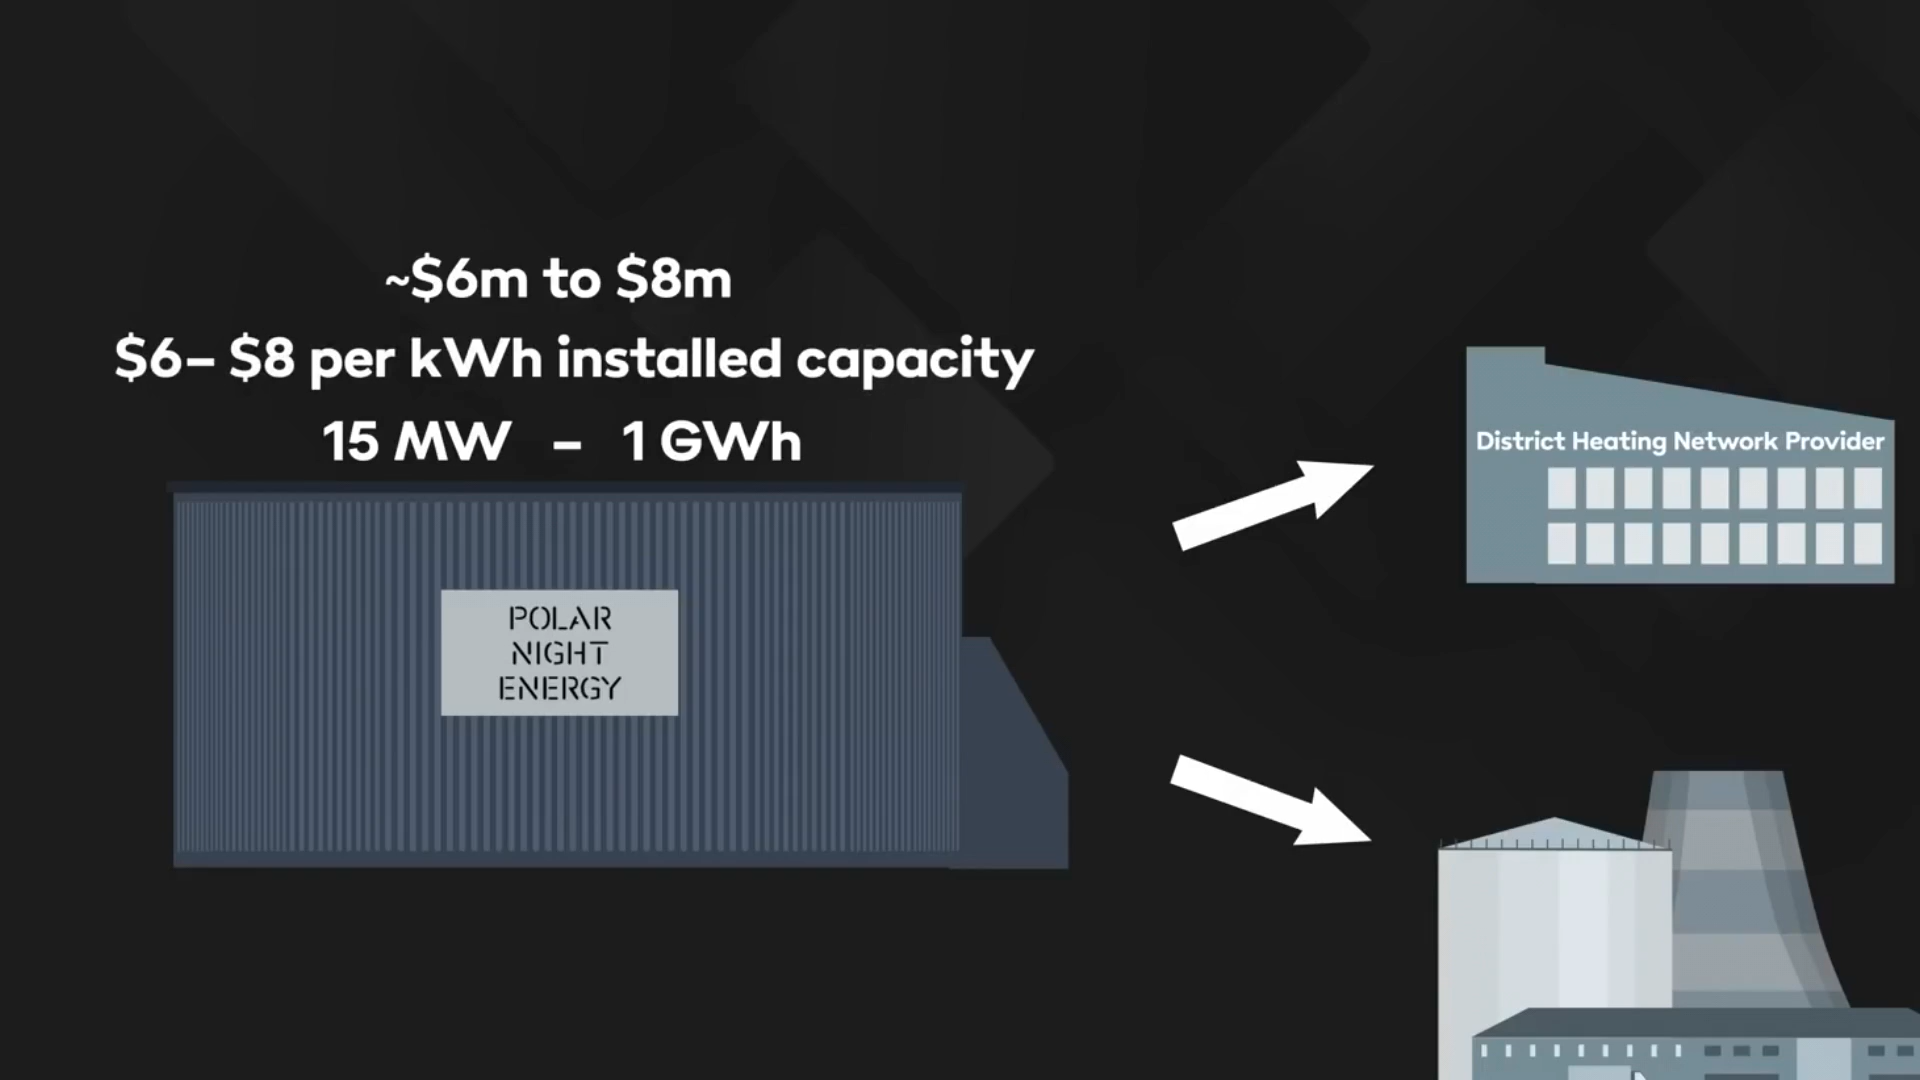 ~$6m to $8m
$6– $8 per kWh installed capacity
15 MW – 1 GWh
District Heating Network Provider
POLAR
NIGHT
ENERGY